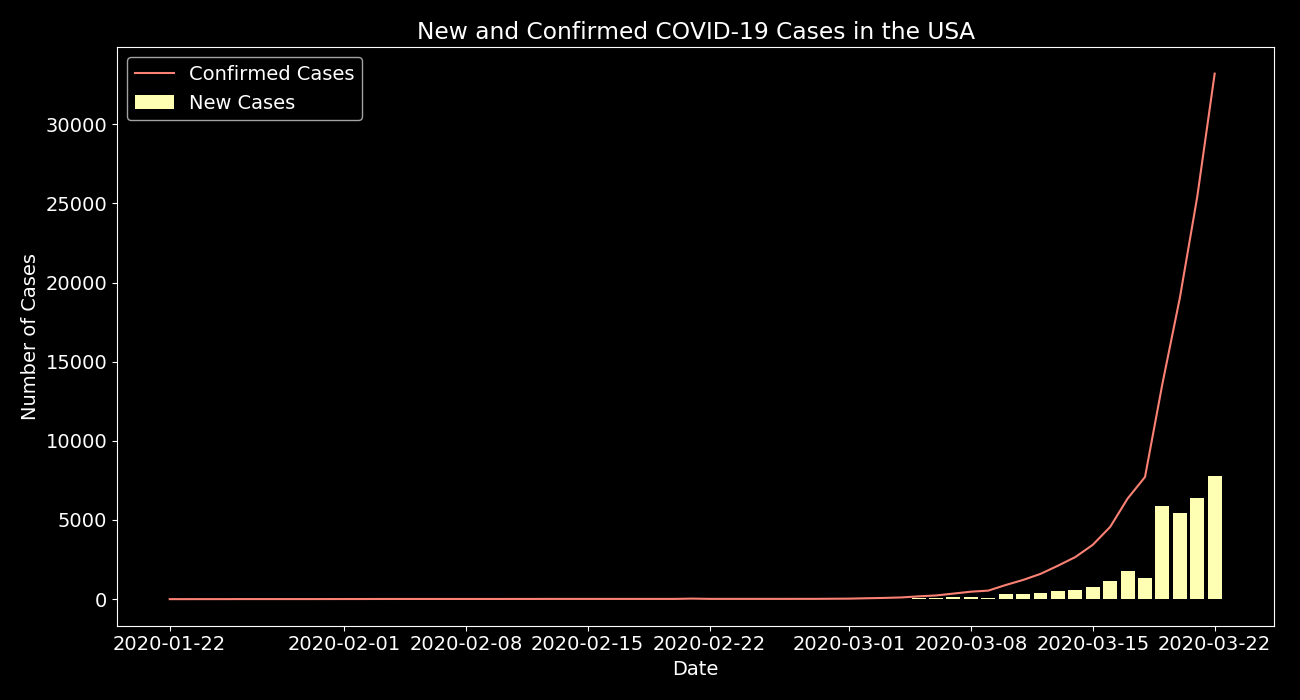 New and Confirmed COVID-19 Cases in the USA
Confirmed Cases
New Cases
Number of Cases
30000
25000
20000
15000
10000
5000
0
2020-01-22 2020-02-01 2020-02-08 2020-02-15 2020-02-22 2020-03-01 2020-03-08 2020-03-15 2020-03-22
Date